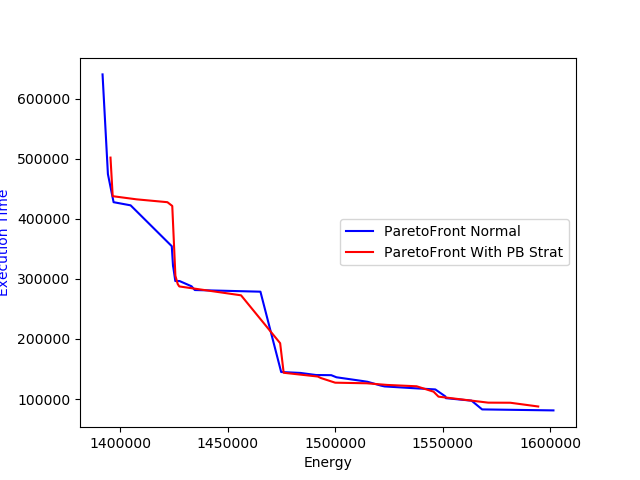 600000
500000
400000
300000
200000
100000
Execution Time
ParetoFront Normal
ParetoFront With PB Strat
1400000 1450000 1500000 1550000 1600000
Energy